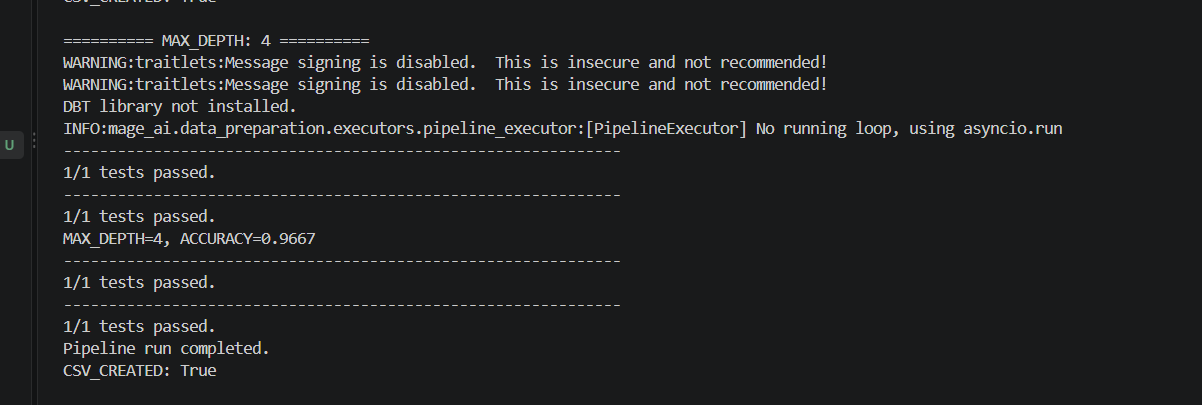 CSV_CREATED: True
========== MAX_DEPTH: 4 ==========
WARNING:traitlets:Message signing is disabled.  This is insecure and not recommended!
WARNING:traitlets:Message signing is disabled.  This is insecure and not recommended!
DBT library not installed.
INFO:mage_ai.data_preparation.executors.pipeline_executor:[PipelineExecutor] No running loop, using asyncio.run
--------------------------------------------------------------
1/1 tests passed.
--------------------------------------------------------------
U
1/1 tests passed.
MAX_DEPTH=4, ACCURACY=0.9667
--------------------------------------------------------------
1/1 tests passed.
--------------------------------------------------------------
1/1 tests passed.
Pipeline run completed.
CSV_CREATED: True